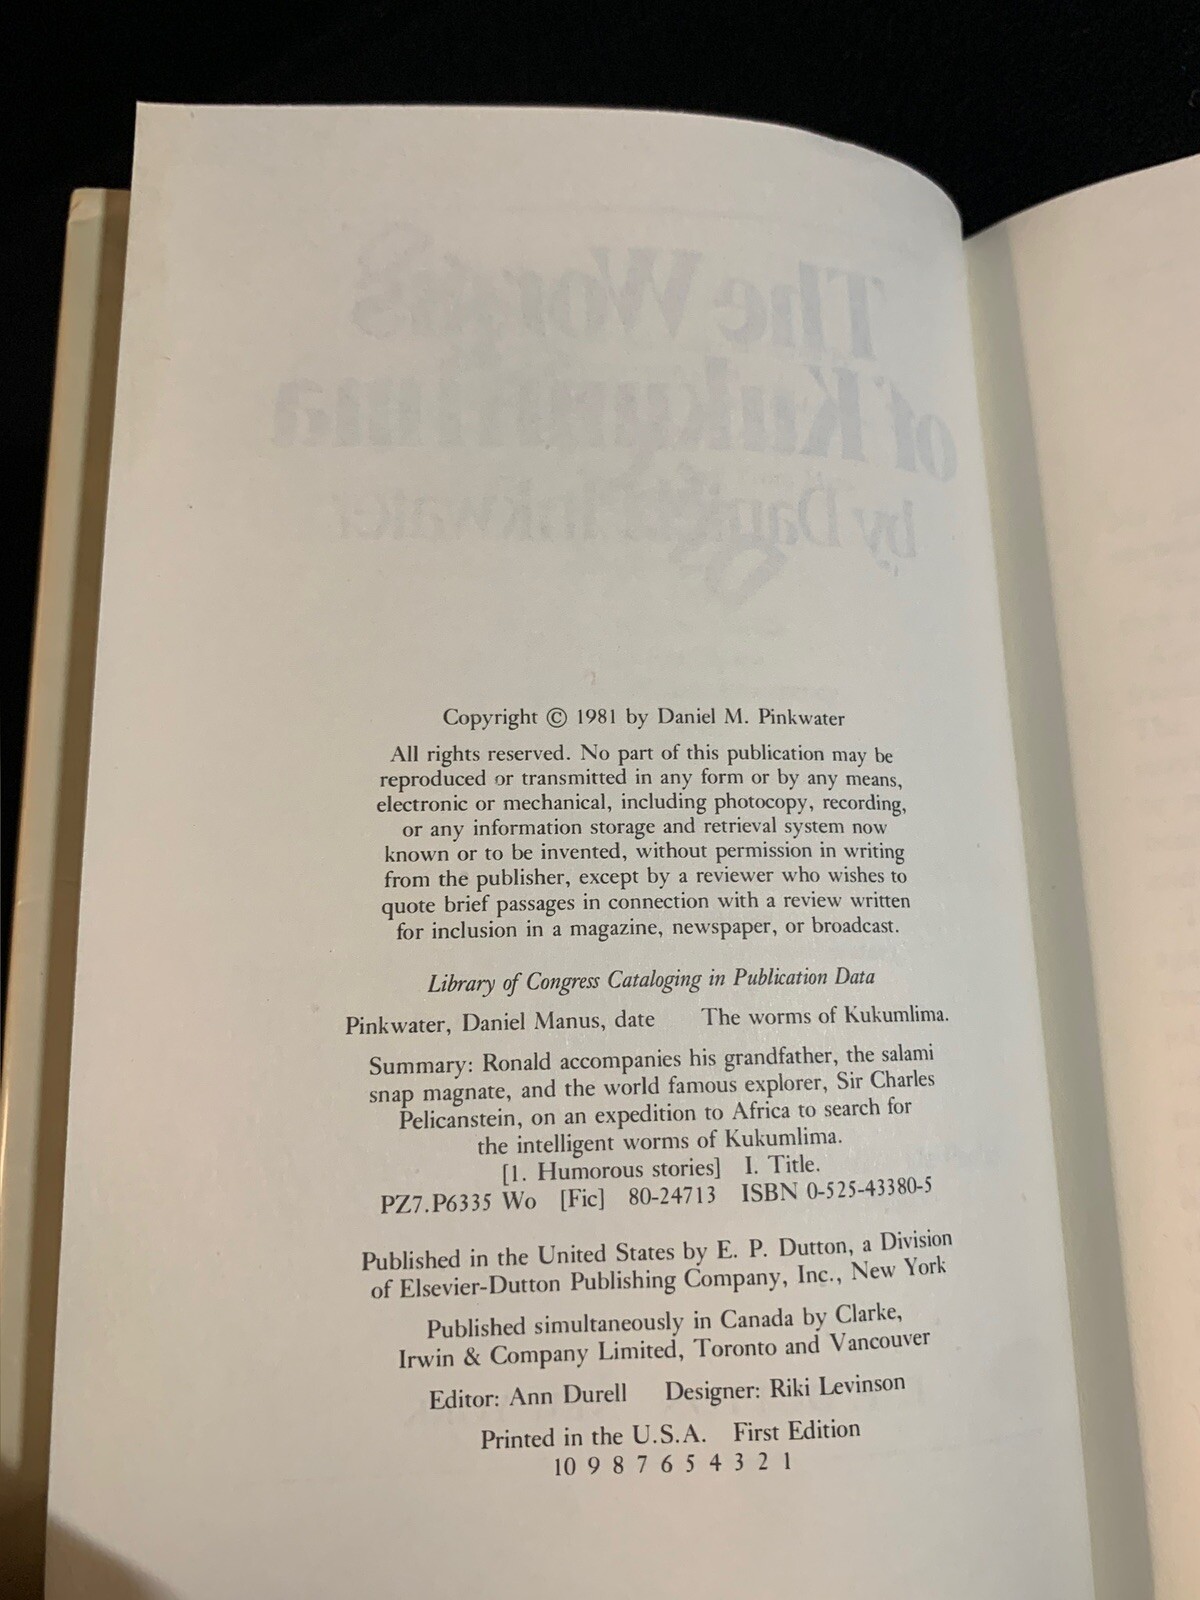 The Worms
of Kukumlima
by Daniel Pinkwater
Copyright © 1981 by Daniel M. Pinkwater
All rights reserved. No part of this publication may be
reproduced or transmitted in any form or by any means,
electronic or mechanical, including photocopy, recording,
or any information storage and retrieval system now
known or to be invented, without permission in writing
from the publisher, except by a reviewer who wishes to
quote brief passages in connection with a review written
for inclusion in a magazine, newspaper, or broadcast.
Library of Congress Cataloging in Publication Data
Pinkwater, Daniel Manus, date The worms of Kukumlima.
Summary: Ronald accompanies his grandfather, the salami
snap magnate, and the world famous explorer, Sir Charles
Pelicanstein, on an expedition to Africa to search for
the intelligent worms of Kukumlima.
[1. Humorous stories] I. Title.
PZ7.P6335 Wo [Fic] 80-24713 ISBN 0-525-43380-5
Published in the United States by E. P. Dutton, a Division
of Elsevier-Dutton Publishing Company, Inc., New York
Published simultaneously in Canada by Clarke,
Irwin & Company Limited, Toronto and Vancouver
Editor: Ann Durell Designer: Riki Levinson
Printed in the U.S.A. First Edition
10 9 8 7 6 5 4 3 2 1